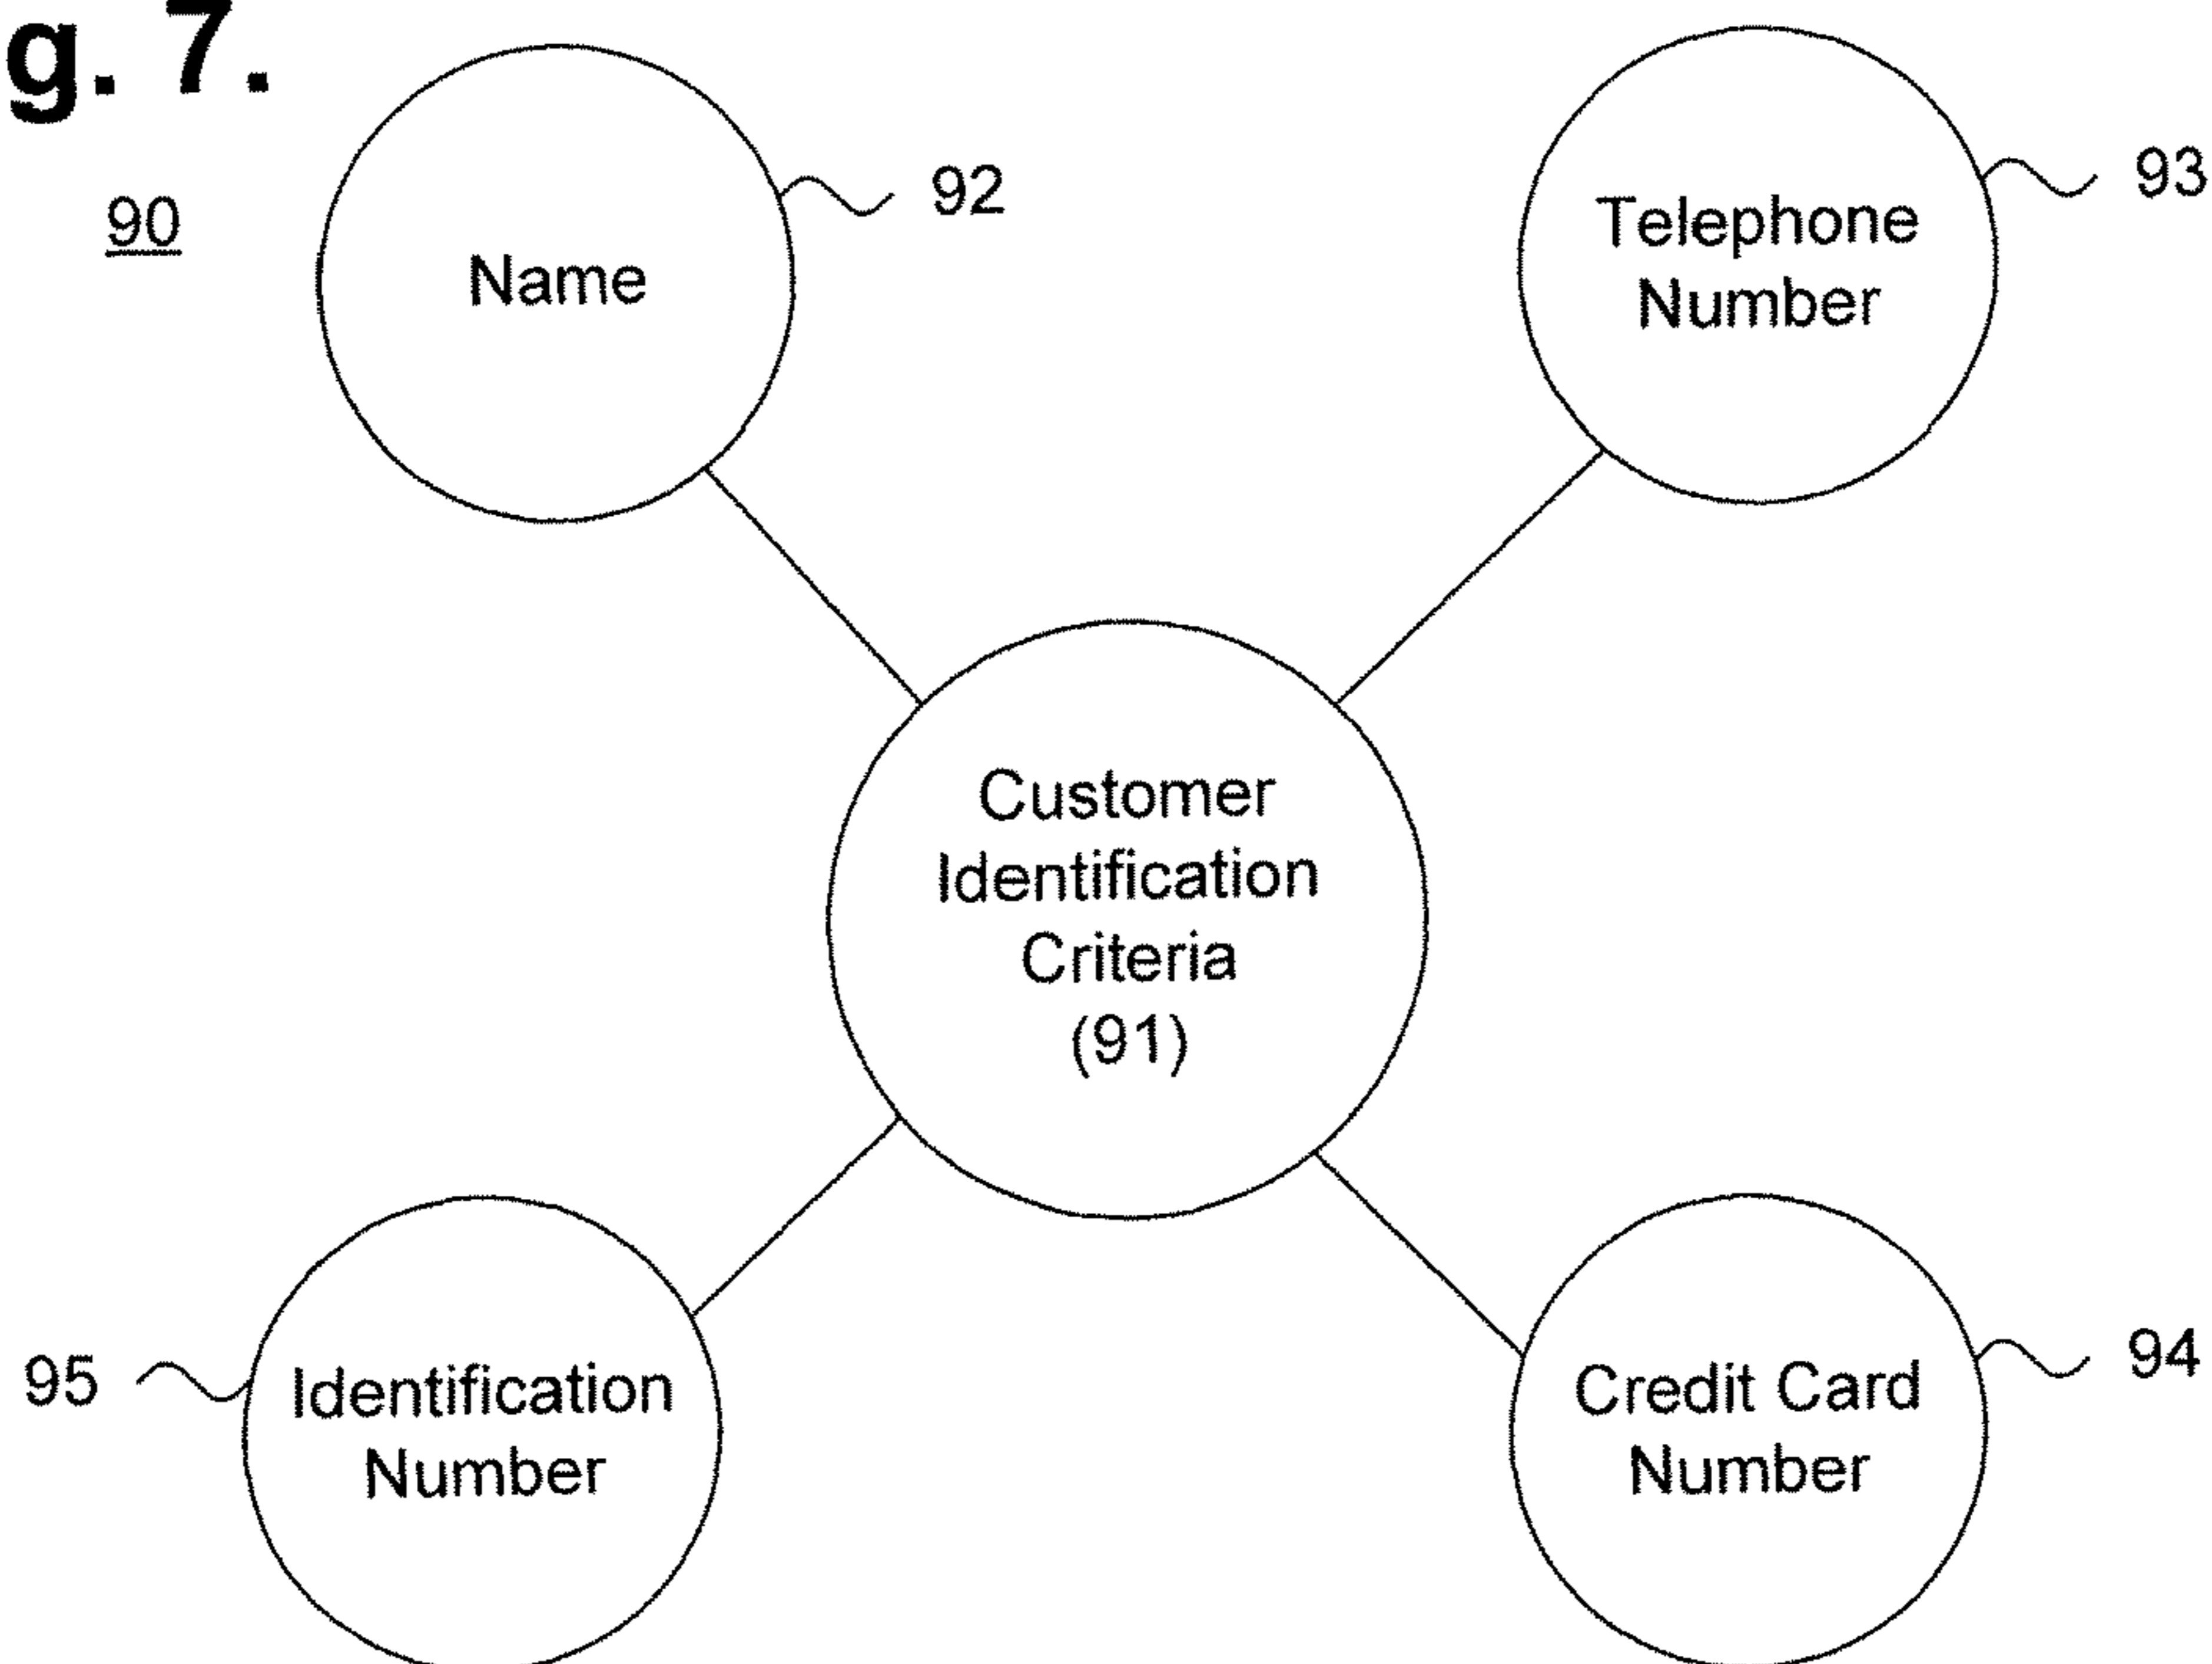 g. 7.
90
Name
92
Telephone
Number
93
Customer
Identification
Criteria
(91)
95
Identification
Number
Credit Card
Number
94